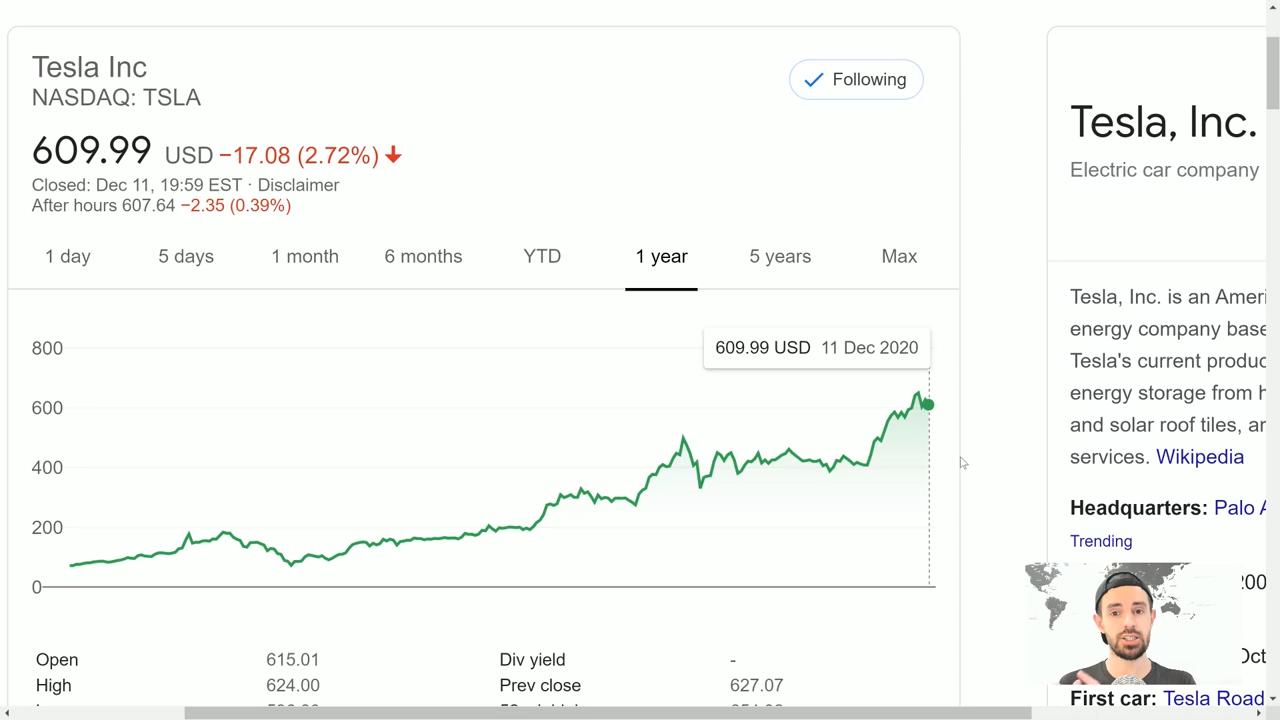 Tesla Inc
NASDAQ: TSLA
Following
609.99 USD −17.08 (2.72%)
Closed: Dec 11, 19:59 EST · Disclaimer
After hours 607.64 −2.35 (0.39%)
1 day 5 days 1 month 6 months YTD 1 year 5 years Max
609.99 USD 11 Dec 2020
800
600
400
200
0
Open 615.01 Div yield -
High 624.00 Prev close 627.07
Tesla, Inc.
Electric car company
Tesla, Inc. is an Ameri
energy company base
Tesla's current produc
energy storage from h
and solar roof tiles, ar
services. Wikipedia
Headquarters: Palo A
Trending
200
Oct
First car: Tesla Road